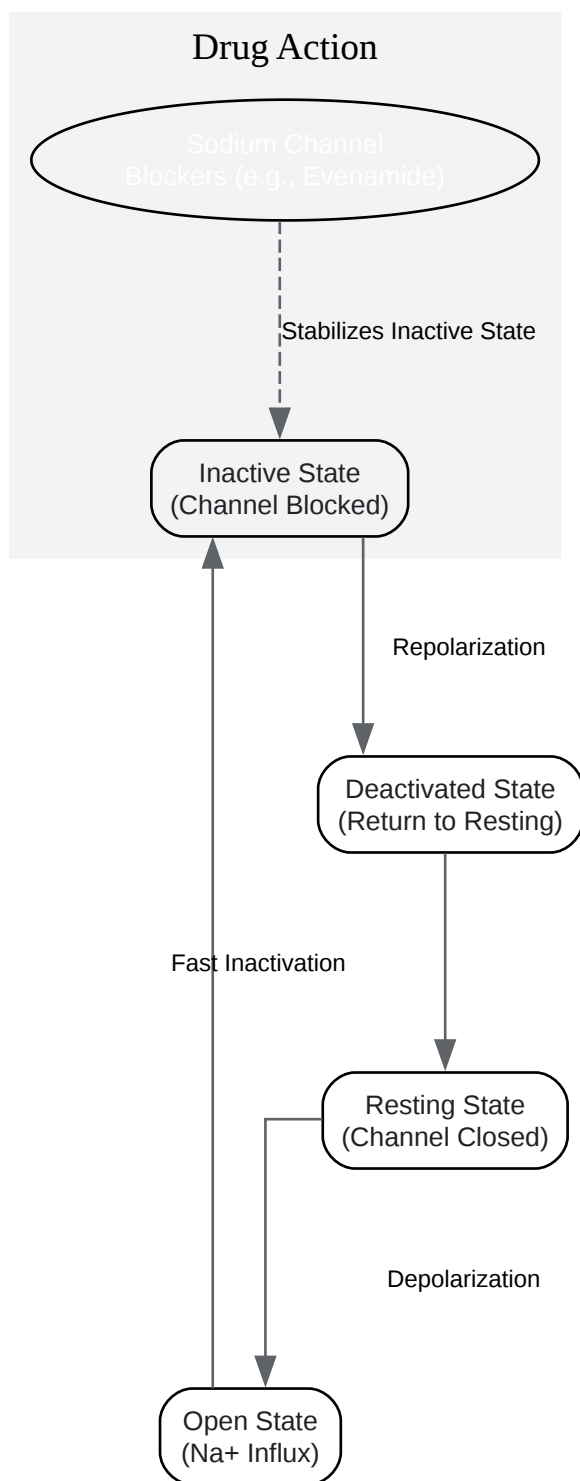 Drug Action
Sodium Channel
Blockers (e.g., Evenamide)
Stabilizes Inactive State
Inactive State
(Channel Blocked)
Repolarization
Deactivated State
(Return to Resting)
Fast Inactivation
Resting State
(Channel Closed)
Depolarization
Open State
(Na+ Influx)